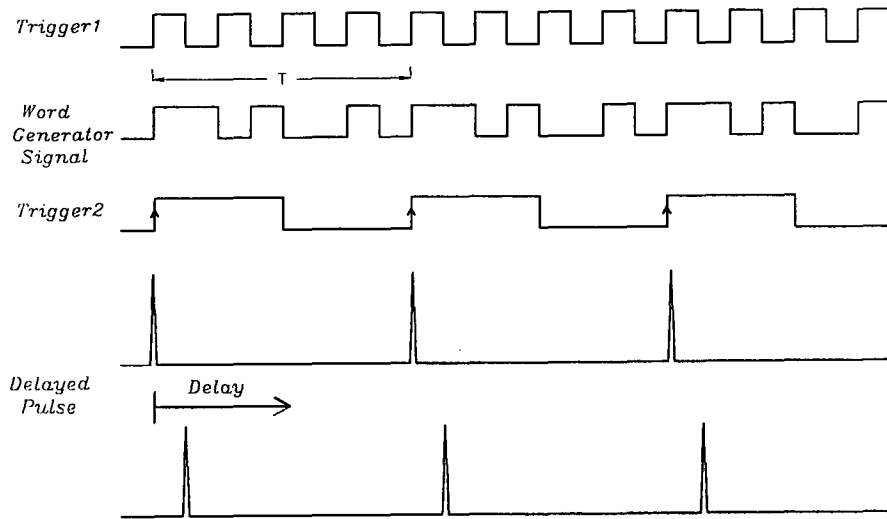 Trigger1
T
Word
Generator
Signal
Trigger2
Delayed
Pulse
Delay